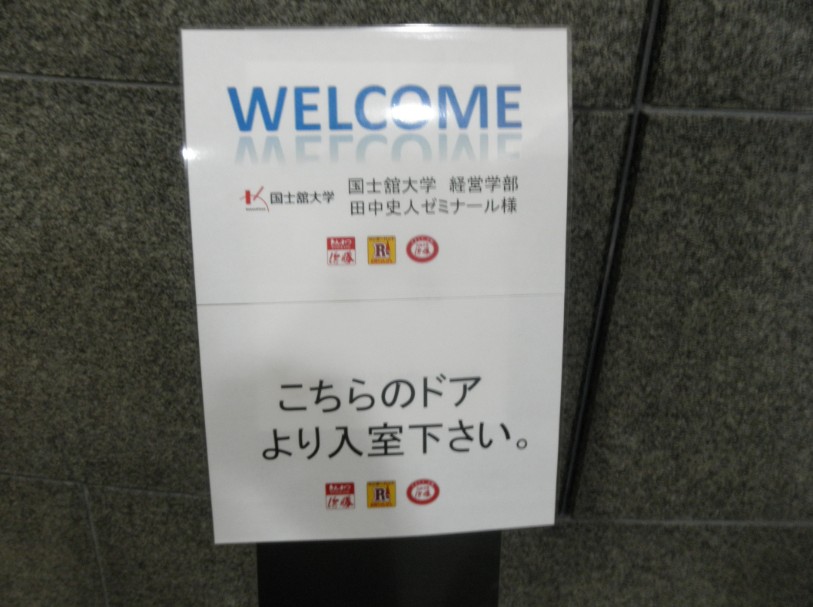 WELCOME
国士舘大学
国士舘大学 経営学部
田中史人ゼミナール様
R
こちらのドア
より入室下さい。
R